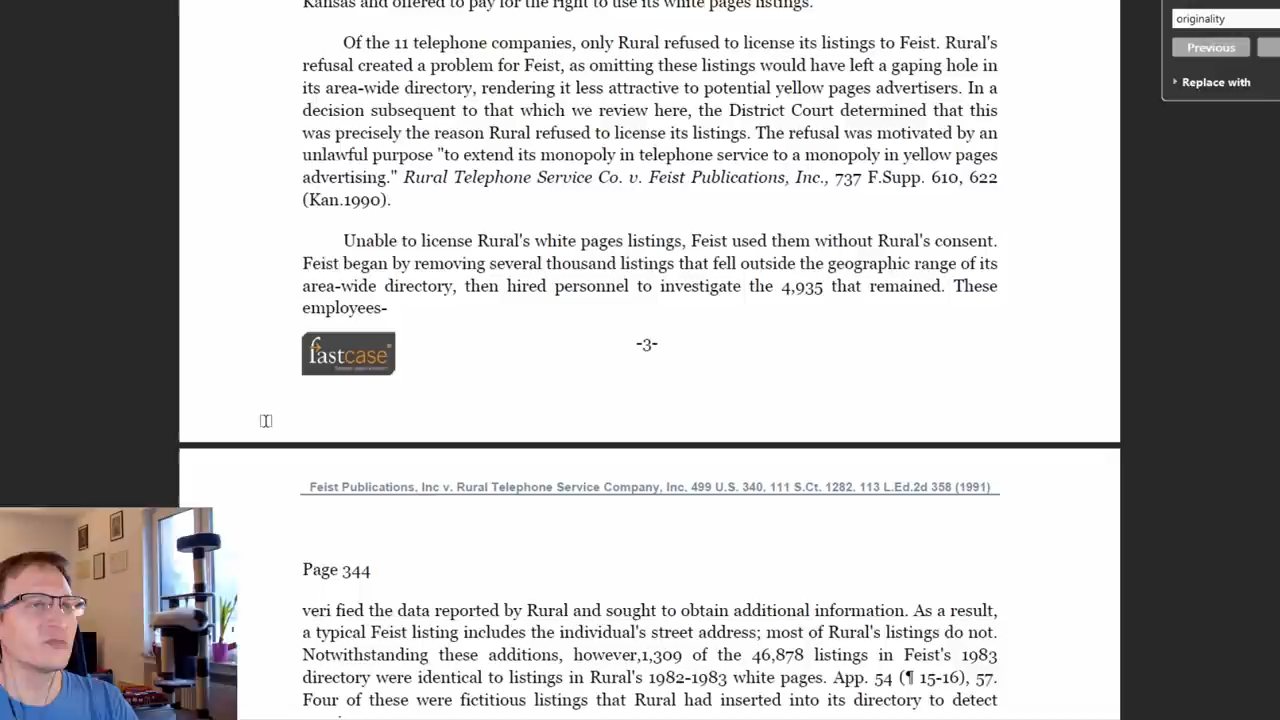 Kansas and offered to pay for the right to use its white pages listings.
originality
Previous
Replace with
Of the 11 telephone companies, only Rural refused to license its listings to Feist. Rural's
refusal created a problem for Feist, as omitting these listings would have left a gaping hole in
its area-wide directory, rendering it less attractive to potential yellow pages advertisers. In a
decision subsequent to that which we review here, the District Court determined that this
was precisely the reason Rural refused to license its listings. The refusal was motivated by an
unlawful purpose "to extend its monopoly in telephone service to a monopoly in yellow pages
advertising." Rural Telephone Service Co. v. Feist Publications, Inc., 737 F.Supp. 610, 622
(Kan.1990).
Unable to license Rural's white pages listings, Feist used them without Rural's consent.
Feist began by removing several thousand listings that fell outside the geographic range of its
area-wide directory, then hired personnel to investigate the 4,935 that remained. These
employees-
fastcase
-3-
Feist Publications, Inc v. Rural Telephone Service Company, Inc, 499 U.S. 340, 111 S.Ct. 1282, 113 L.Ed.2d 358 (1991)
Page 344
veri fied the data reported by Rural and sought to obtain additional information. As a result,
a typical Feist listing includes the individual's street address; most of Rural's listings do not.
Notwithstanding these additions, however,1,309 of the 46,878 listings in Feist's 1983
directory were identical to listings in Rural's 1982-1983 white pages. App. 54 (¶ 15-16), 57.
Four of these were fictitious listings that Rural had inserted into its directory to detect